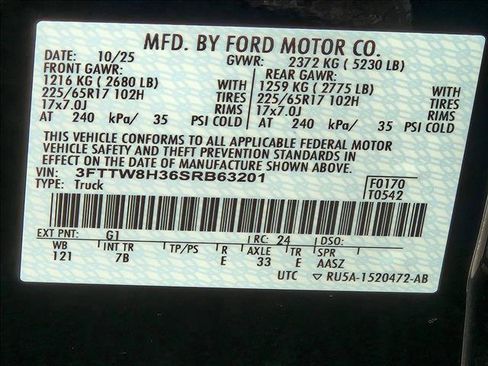 MFD. BY FORD MOTOR CO.
DATE: 10/25 GVWR: 2372 KG ( 5230 LB)
FRONT GAWR: REAR GAWR:
1216 KG ( 2680 LB) WITH 1259 KG ( 2775 LB) WITH
225/65R17 102H TIRES 225/65R17 102H TIRES
17x7.0J RIMS 17x7.0J RIMS
AT 240 kPa/ 35 PSI COLD AT 240 kPa/ 35 PSI COLD
THIS VEHICLE CONFORMS TO ALL APPLICABLE FEDERAL MOTOR
VEHICLE SAFETY AND THEFT PREVENTION STANDARDS IN
EFFECT ON THE DATE OF MANUFACTURE SHOWN ABOVE.
VIN: 3FTTW8H36SRB63201 F0170
TYPE: Truck T0542
EXT PNT: G1 RC: 24 DSO:
WB INT TR TP/PS R AXLE TR SPR
121 7B E 33 E AASZ
UTC RU5A-1520472-AB